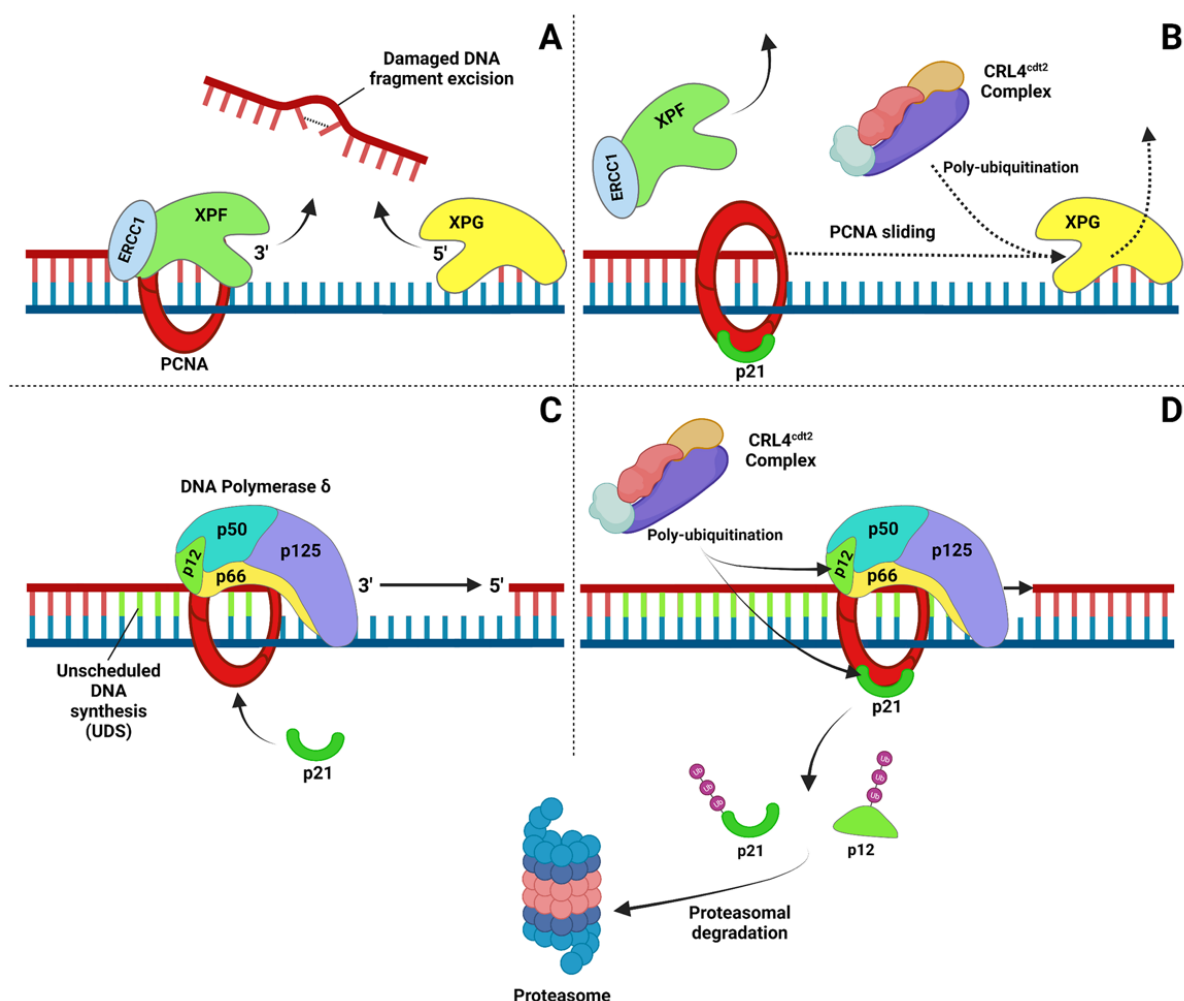 A
Damaged DNA
fragment excision
ERCC1
XPF
3'
5'
XPG
PCNA
B
ERCC1
XPF
CRL4cdt2
Complex
Poly-ubiquitination
PCNA sliding
XPG
p21
C
DNA Polymerase δ
p50
p12
p125
p66
3'
5'
Unscheduled
DNA
synthesis
(UDS)
p21
D
CRL4cdt2
Complex
Poly-ubiquitination
p50
p12
p125
p66
p21
Ub
Ub
Ub
p21
Ub
Ub
Ub
p12
Proteasomal
degradation
Proteasome